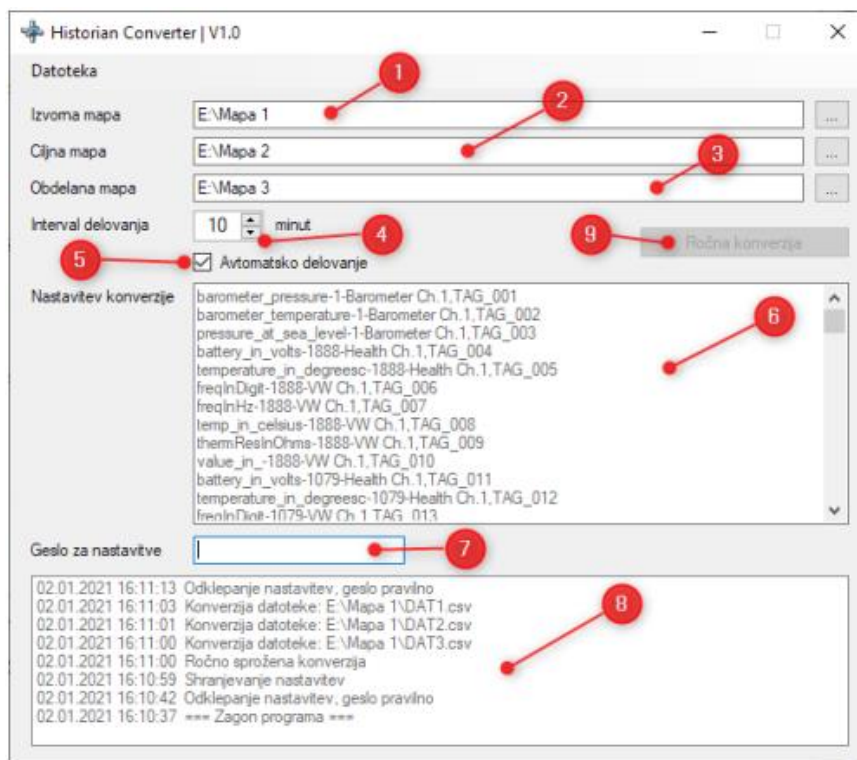 Historian Converter | V1.0
Datoteka
1
Izvorna mapa E:\Mapa 1 ...
2
Ciljna mapa E:\Mapa 2 ...
3
Obdelana mapa E:\Mapa 3 ...
Interval delovanja 10 minut 4 9 Ročna konverzija
5 Avtomatsko delovanje
Nastavitev konverzije
barometer_pressure-1-Barometer Ch.1,TAG_001
barometer_temperature-1-Barometer Ch.1,TAG_002
pressure_at_sea_level-1-Barometer Ch.1,TAG_003
battery_in_volts-1888-Health Ch.1,TAG_004
temperature_in_degreesc-1888-Health Ch.1,TAG_005
freqInDigit-1888-VW Ch.1,TAG_006
freqInHz-1888-VW Ch.1,TAG_007
temp_in_celsius-1888-VW Ch.1,TAG_008
thermResInOhms-1888-VW Ch.1,TAG_009
value_in_-1888-VW Ch.1,TAG_010
battery_in_volts-1079-Health Ch.1,TAG_011
temperature_in_degreesc-1079-Health Ch.1,TAG_012
freqInDigit-1079-VW Ch.1,TAG_013
6
Geslo za nastavitve 7
02.01.2021 16:11:13 Odklepanje nastavitev, geslo pravilno
02.01.2021 16:11:03 Konverzija datoteke: E:\Mapa 1\DAT1.csv
02.01.2021 16:11:01 Konverzija datoteke: E:\Mapa 1\DAT2.csv
02.01.2021 16:11:00 Konverzija datoteke: E:\Mapa 1\DAT3.csv
02.01.2021 16:11:00 Ročno sprožena konverzija
02.01.2021 16:10:59 Shranjevanje nastavitev
02.01.2021 16:10:42 Odklepanje nastavitev, geslo pravilno
02.01.2021 16:10:37 === Zagon programa ===
8